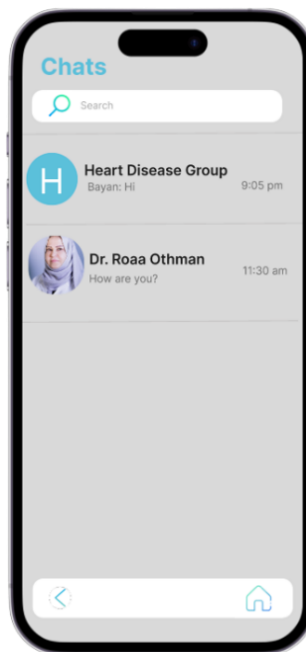 Chats
Search
H
Heart Disease Group
Bayan: Hi
9:05 pm
Dr. Roaa Othman
How are you?
11:30 am